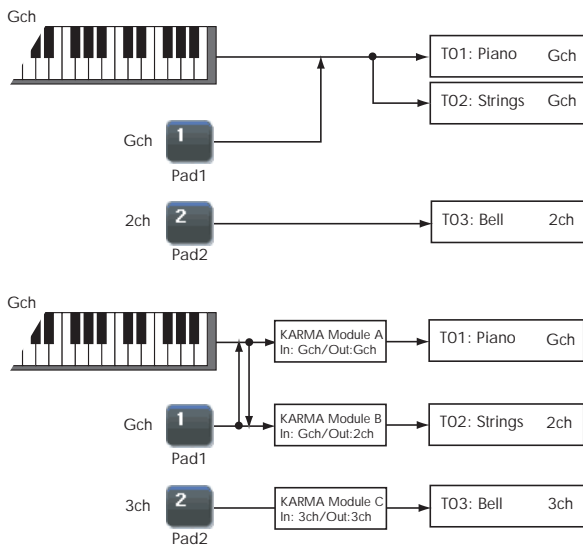 Gch
T01: Piano Gch
T02: Strings Gch
Gch 1
Pad1
2ch 2 T03: Bell 2ch
Pad2
Gch
KARMA Module A
In: Gch/Out:Gch
T01: Piano Gch
Gch 1
Pad1
KARMA Module B
In: Gch/Out:2ch
T02: Strings 2ch
3ch 2
Pad2
KARMA Module C
In: 3ch/Out:3ch
T03: Bell 3ch